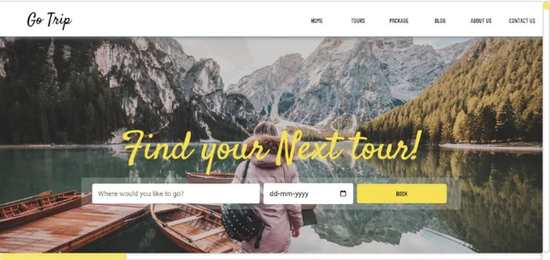 Go Trip
HOME TOURS PACKAGE BLOG ABOUT US CONTACT US
Find your Next tour!
Where would you like to go? dd-mm-yyyy BOOK